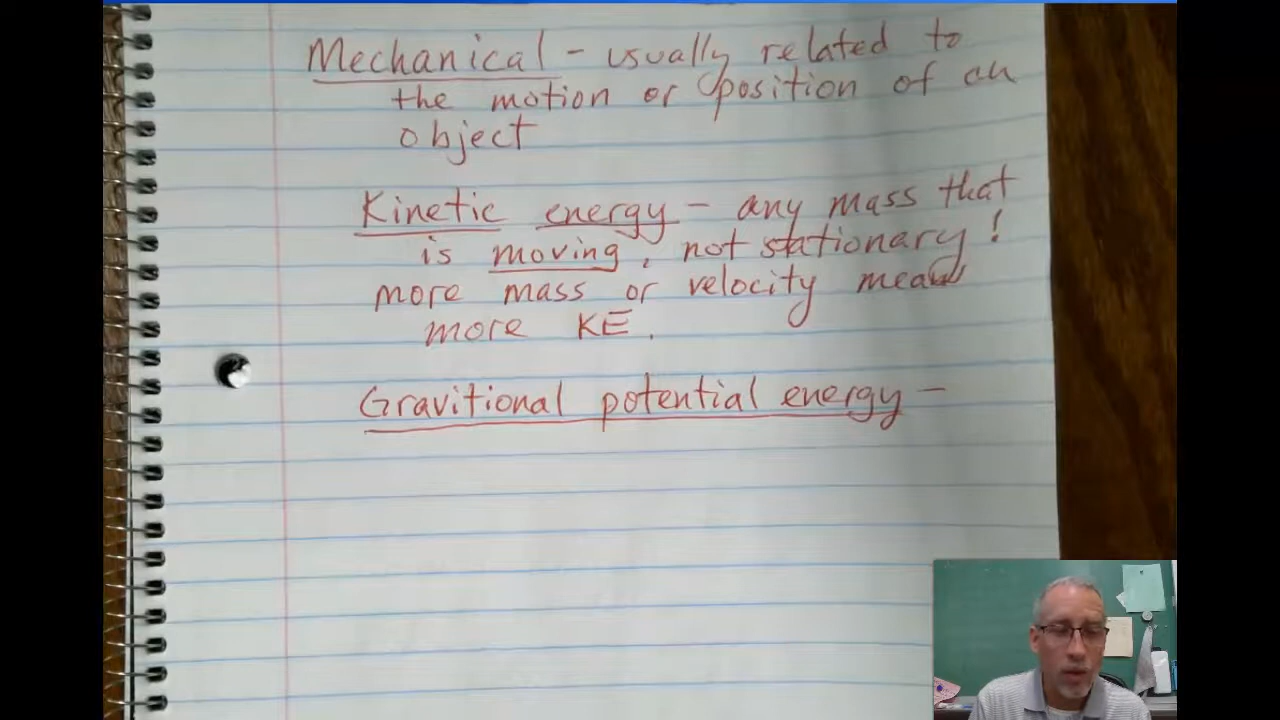 Mechanical - usually related to
the motion or position of an
object
Kinetic energy - any mass that
is moving, not stationary!
more mass or velocity means
more KE.
Gravitional potential energy -